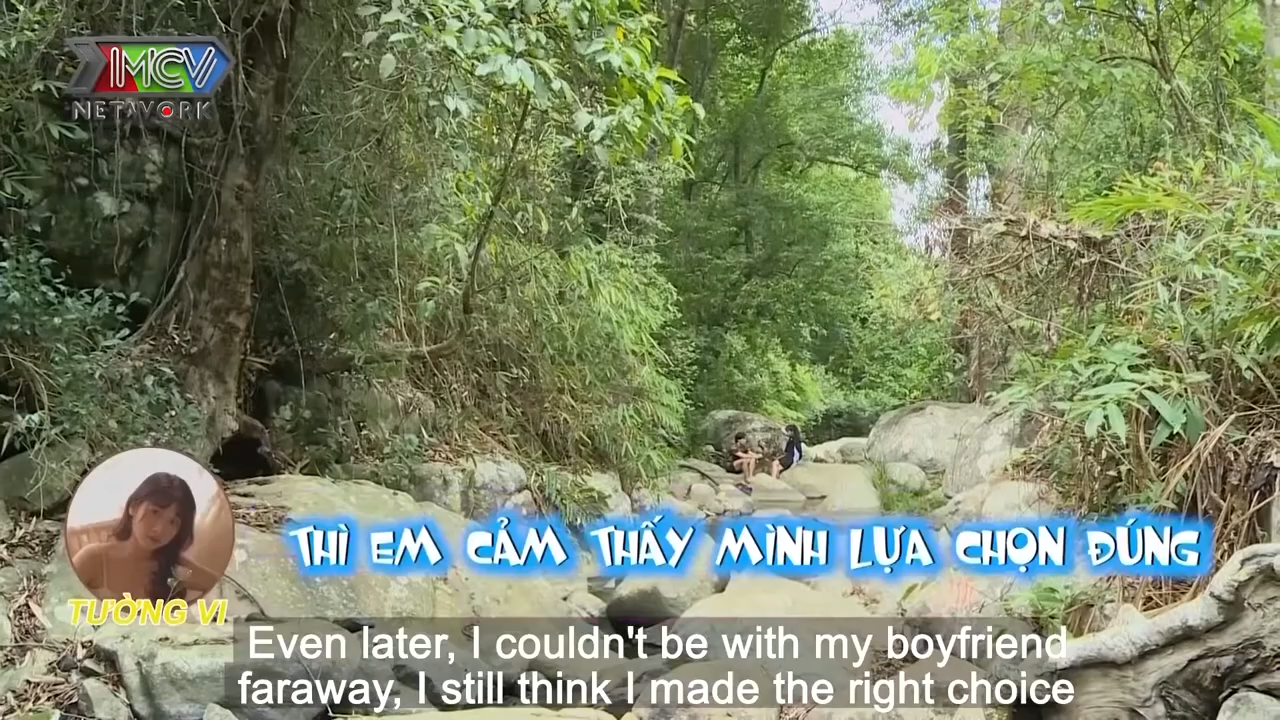 MCV
NETWORK
THÌ EM CẢM THẤY MÌNH LỰA CHỌN ĐÚNG
TƯỜNG VI
Even later, I couldn't be with my boyfriend
faraway, I still think I made the right choice